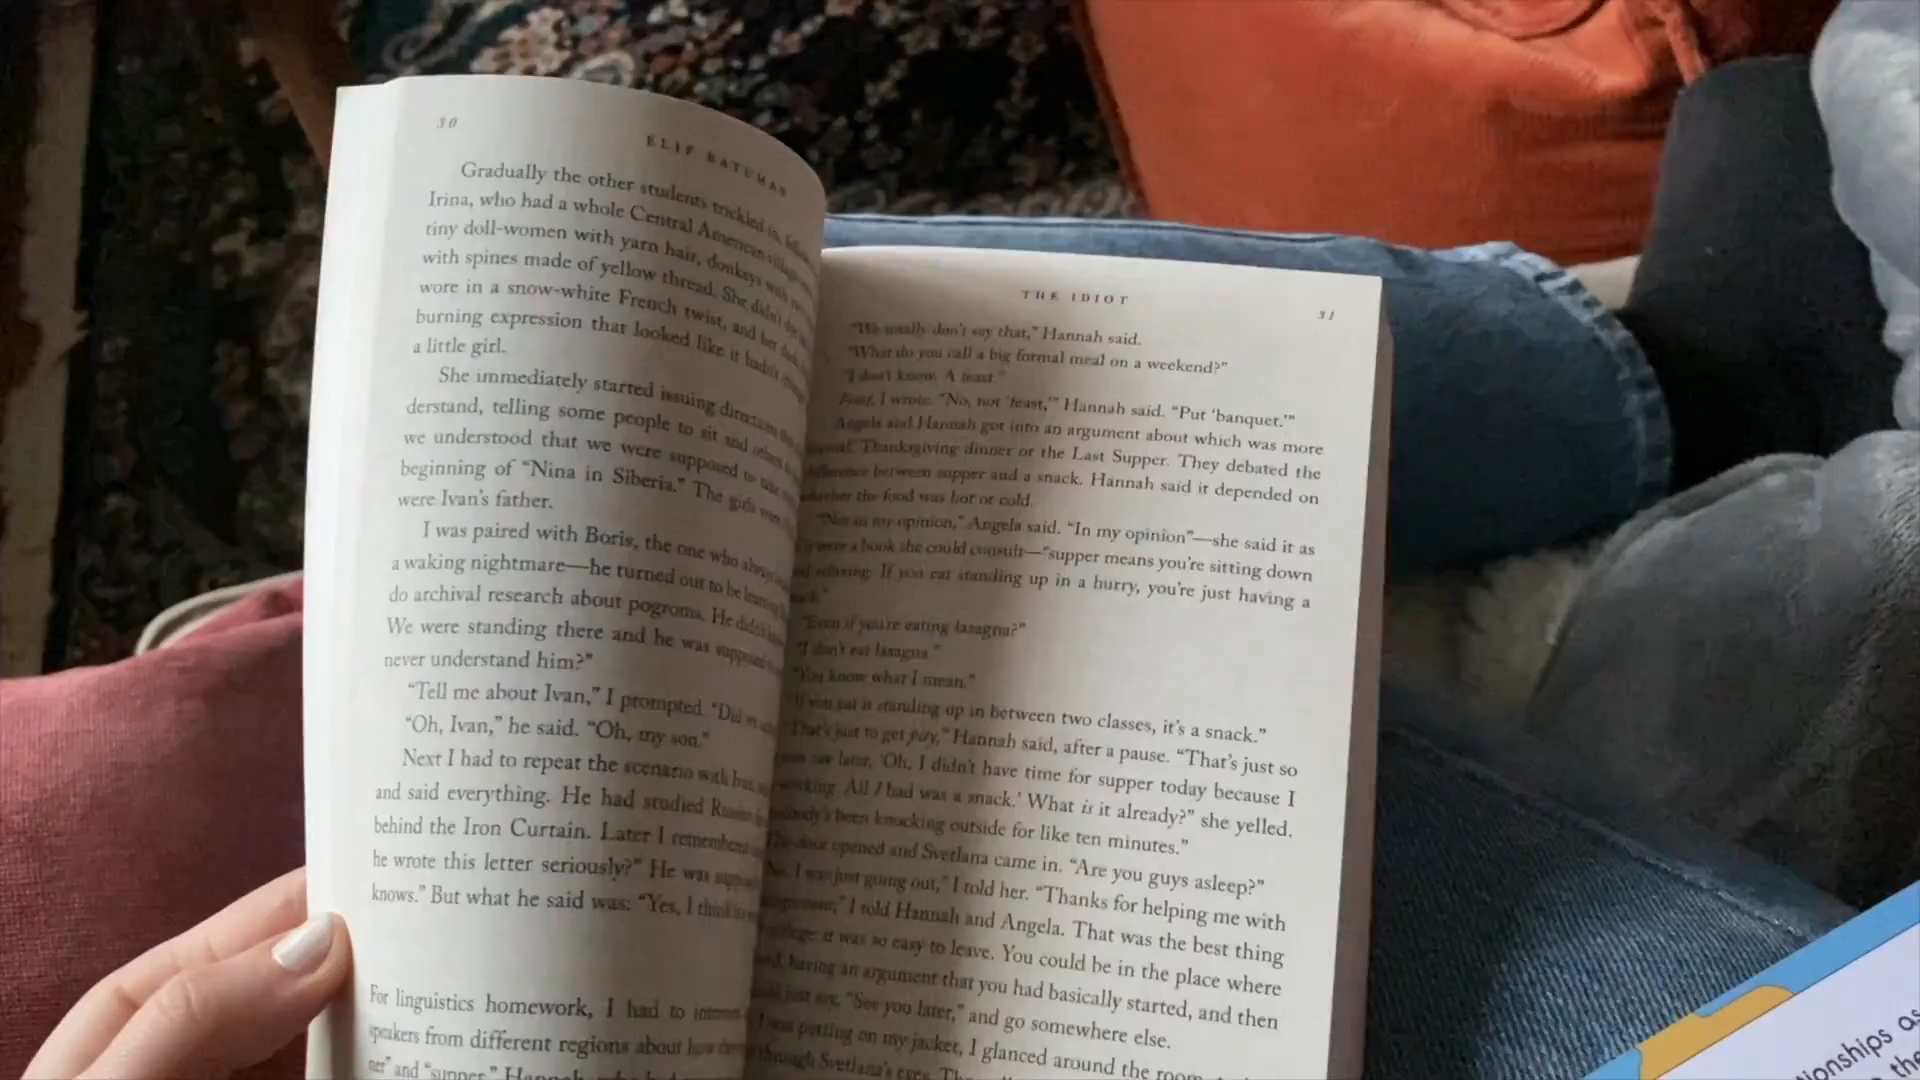 30
ELIF BATUMAN
Gradually the other students trickled in,
Irina, who had a whole Central American
tiny doll-women with yarn hair, donkeys with
with spines made of yellow thread. She didn't
wore in a snow-white French twist, and her
burning expression that looked like it hadn't
a little girl.
She immediately started issuing directions
derstand, telling some people to sit and others
we understood that we were supposed to
beginning of “Nina in Siberia.” The girls were
were Ivan's father.
I was paired with Boris, the one who always
a waking nightmare—he turned out to be learning
do archival research about pogroms. He didn't
We were standing there and he was supposed
never understand him?”
“Tell me about Ivan,” I prompted. “Did
“Oh, Ivan,” he said. “Oh, my son.”
Next I had to repeat the scenario with
and said everything. He had studied
behind the Iron Curtain. Later I remembered
he wrote this letter seriously?” He was
knows.” But what he said was: “Yes, I think
For linguistics homework, I had to
speakers from different regions about how
ner” and “supper.”
THE IDIOT
31
“We usually don't say that,” Hannah said.
“What do you call a big formal meal on a weekend?”
“I don't know. A feast.”
Feast, I wrote. “No, not ‘feast,’” Hannah said. “Put ‘banquet.’”
Angela and Hannah got into an argument about which was more
Thanksgiving dinner or the Last Supper. They debated the
difference between supper and a snack. Hannah said it depended on
whether the food was hot or cold.
“Not in my opinion,” Angela said. “In my opinion”—she said it as
were a book she could consult—“supper means you're sitting down
relaxing. If you eat standing up in a hurry, you're just having a
“Even if you're eating lasagna?”
“I don't eat lasagna.”
“You know what I mean.”
“If you eat it standing up in between two classes, it's a snack.”
“That's just to get pity,” Hannah said, after a pause. “That's just so
you can say later, ‘Oh, I didn't have time for supper today because I
working. All I had was a snack.’ What is it already?” she yelled.
been knocking outside for like ten minutes.”
The door opened and Svetlana came in. “Are you guys asleep?”
“No, I was just going out,” I told her. “Thanks for helping me with
I told Hannah and Angela. That was the best thing
it was so easy to leave. You could be in the place where
having an argument that you had basically started, and then
just say, “See you later,” and go somewhere else.
I was putting on my jacket, I glanced around the room
through Svetlana's eyes.
tionships as
the